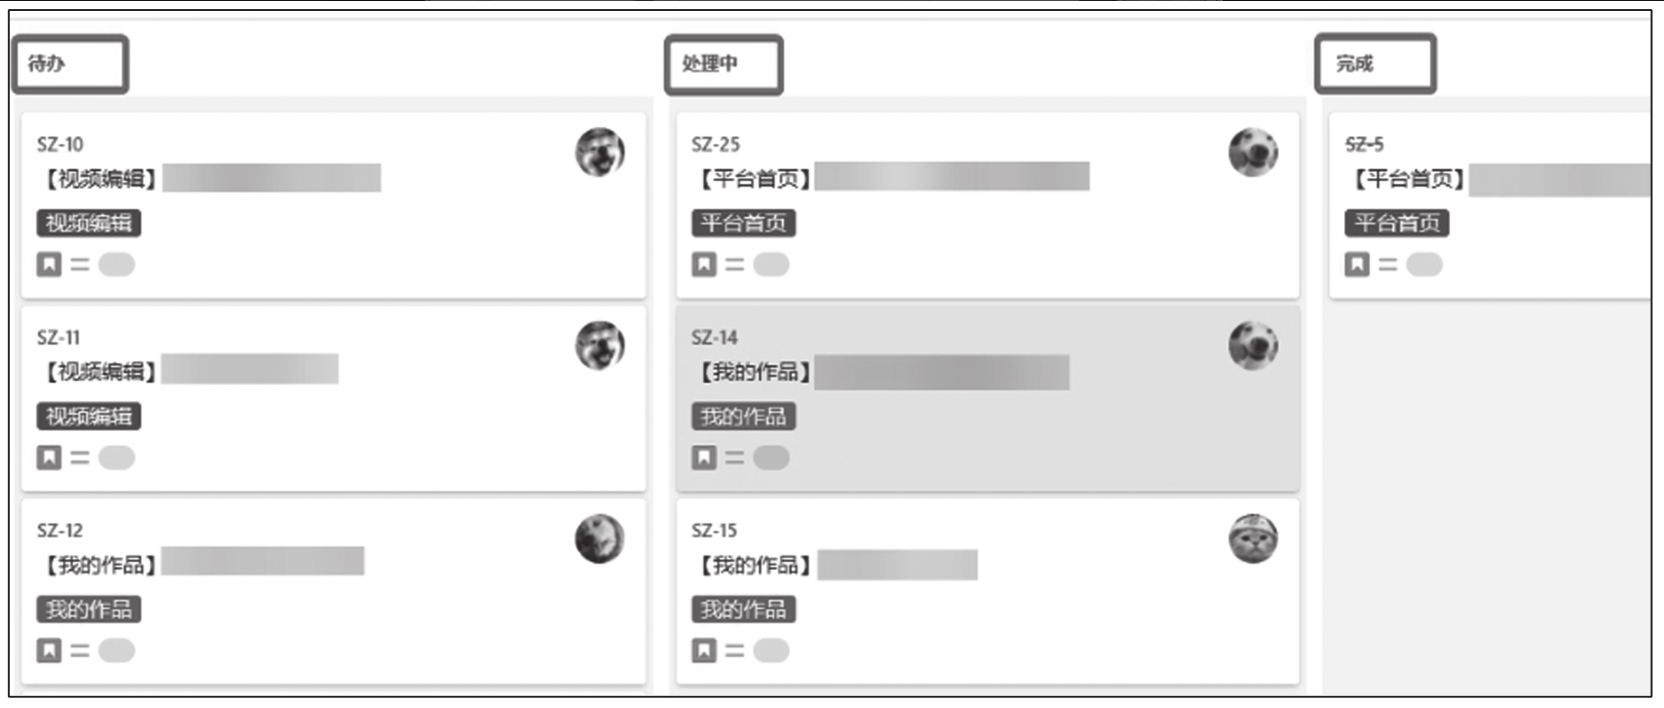 待办
SZ-10
【视频编辑】
视频编辑
SZ-11
【视频编辑】
视频编辑
SZ-12
【我的作品】
我的作品
处理中
SZ-25
【平台首页】
平台首页
SZ-14
【我的作品】
我的作品
SZ-15
【我的作品】
我的作品
完成
SZ-5
【平台首页】
平台首页